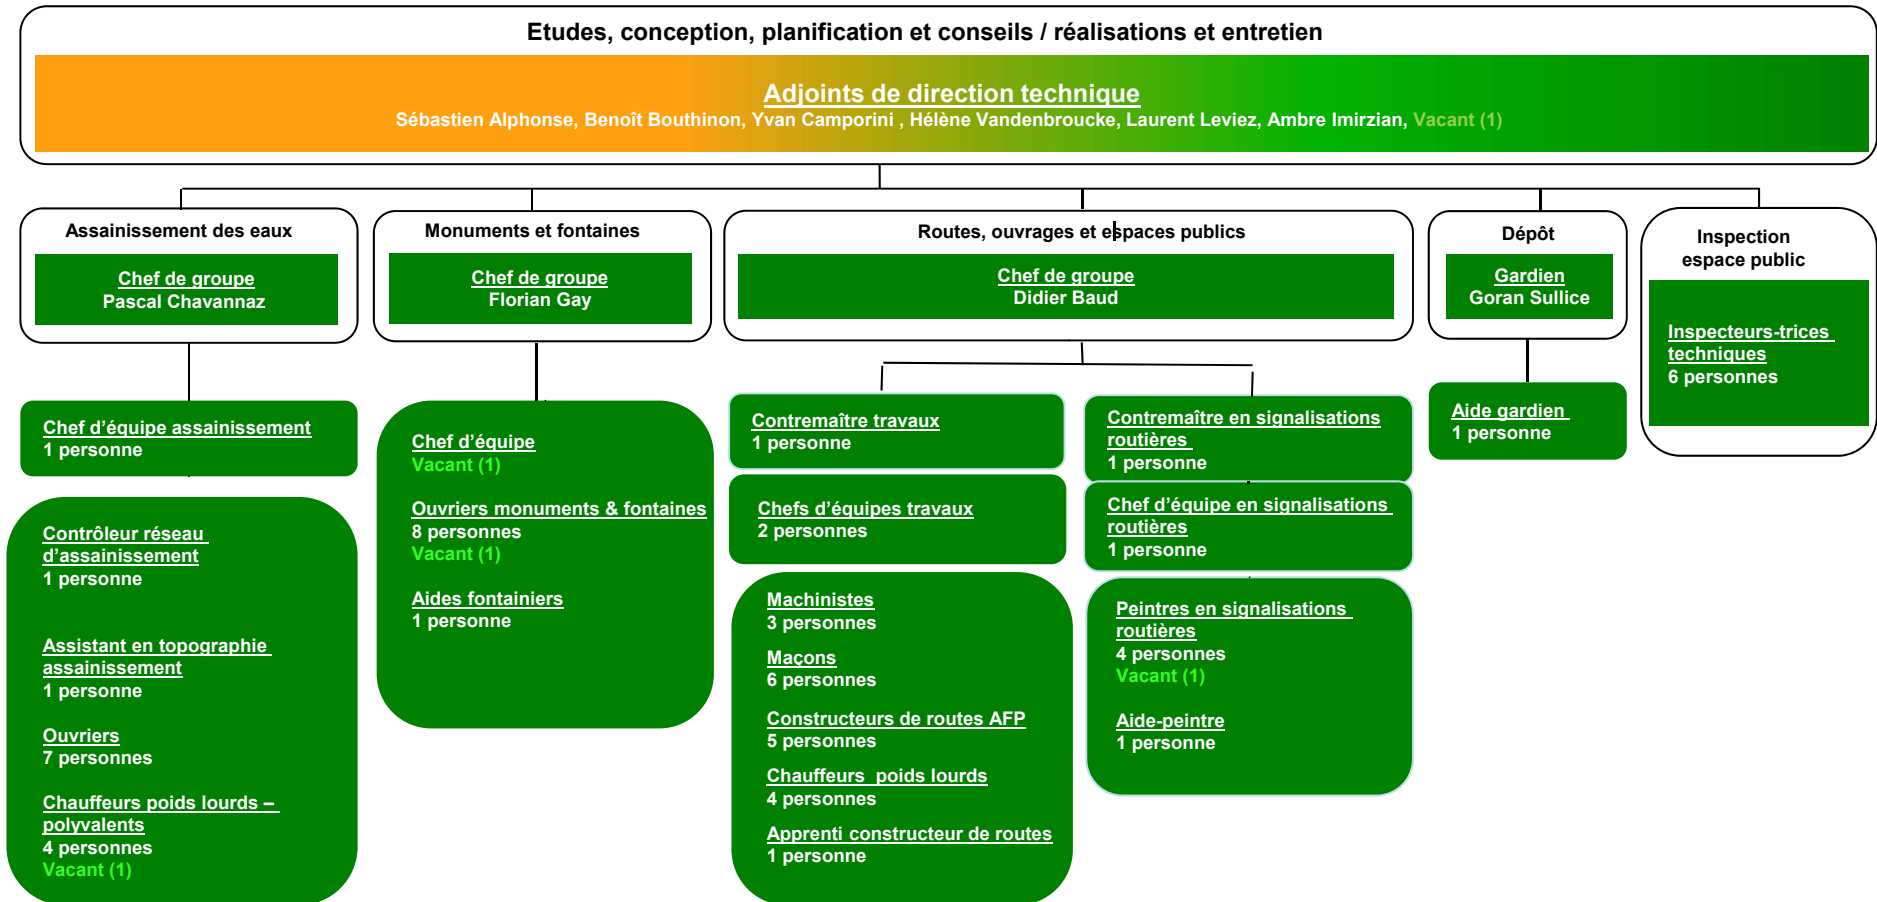 Etudes, conception, planification et conseils / réalisations et entretien
Adjoints de direction technique
Sébastien Alphonse, Benoît Bouthinon, Yvan Camporini , Hélène Vandenbroucke, Laurent Leviez, Ambre Imirzian, Vacant (1)
Assainissement des eaux
Chef de groupe
Pascal Chavannaz
Chef d'équipe assainissement
1 personne
Contrôleur réseau
d'assainissement
1 personne
Assistant en topographie
assainissement
1 personne
Ouvriers
7 personnes
Chauffeurs poids lourds –
polyvalents
4 personnes
Vacant (1)
Monuments et fontaines
Chef de groupe
Florian Gay
Chef d'équipe
Vacant (1)
Ouvriers monuments & fontaines
8 personnes
Vacant (1)
Aides fontainiers
1 personne
Routes, ouvrages et espaces publics
Chef de groupe
Didier Baud
Contremaître travaux
1 personne
Chefs d'équipes travaux
2 personnes
Machinistes
3 personnes
Maçons
6 personnes
Constructeurs de routes AFP
5 personnes
Chauffeurs  poids lourds
4 personnes
Apprenti constructeur de routes
1 personne
Contremaître en signalisations
routières
1 personne
Chef d'équipe en signalisations
routières
1 personne
Peintres en signalisations
routières
4 personnes
Vacant (1)
Aide-peintre
1 personne
Dépôt
Gardien
Goran Sullice
Aide gardien
1 personne
Inspection
espace public
Inspecteurs-trices
techniques
6 personnes